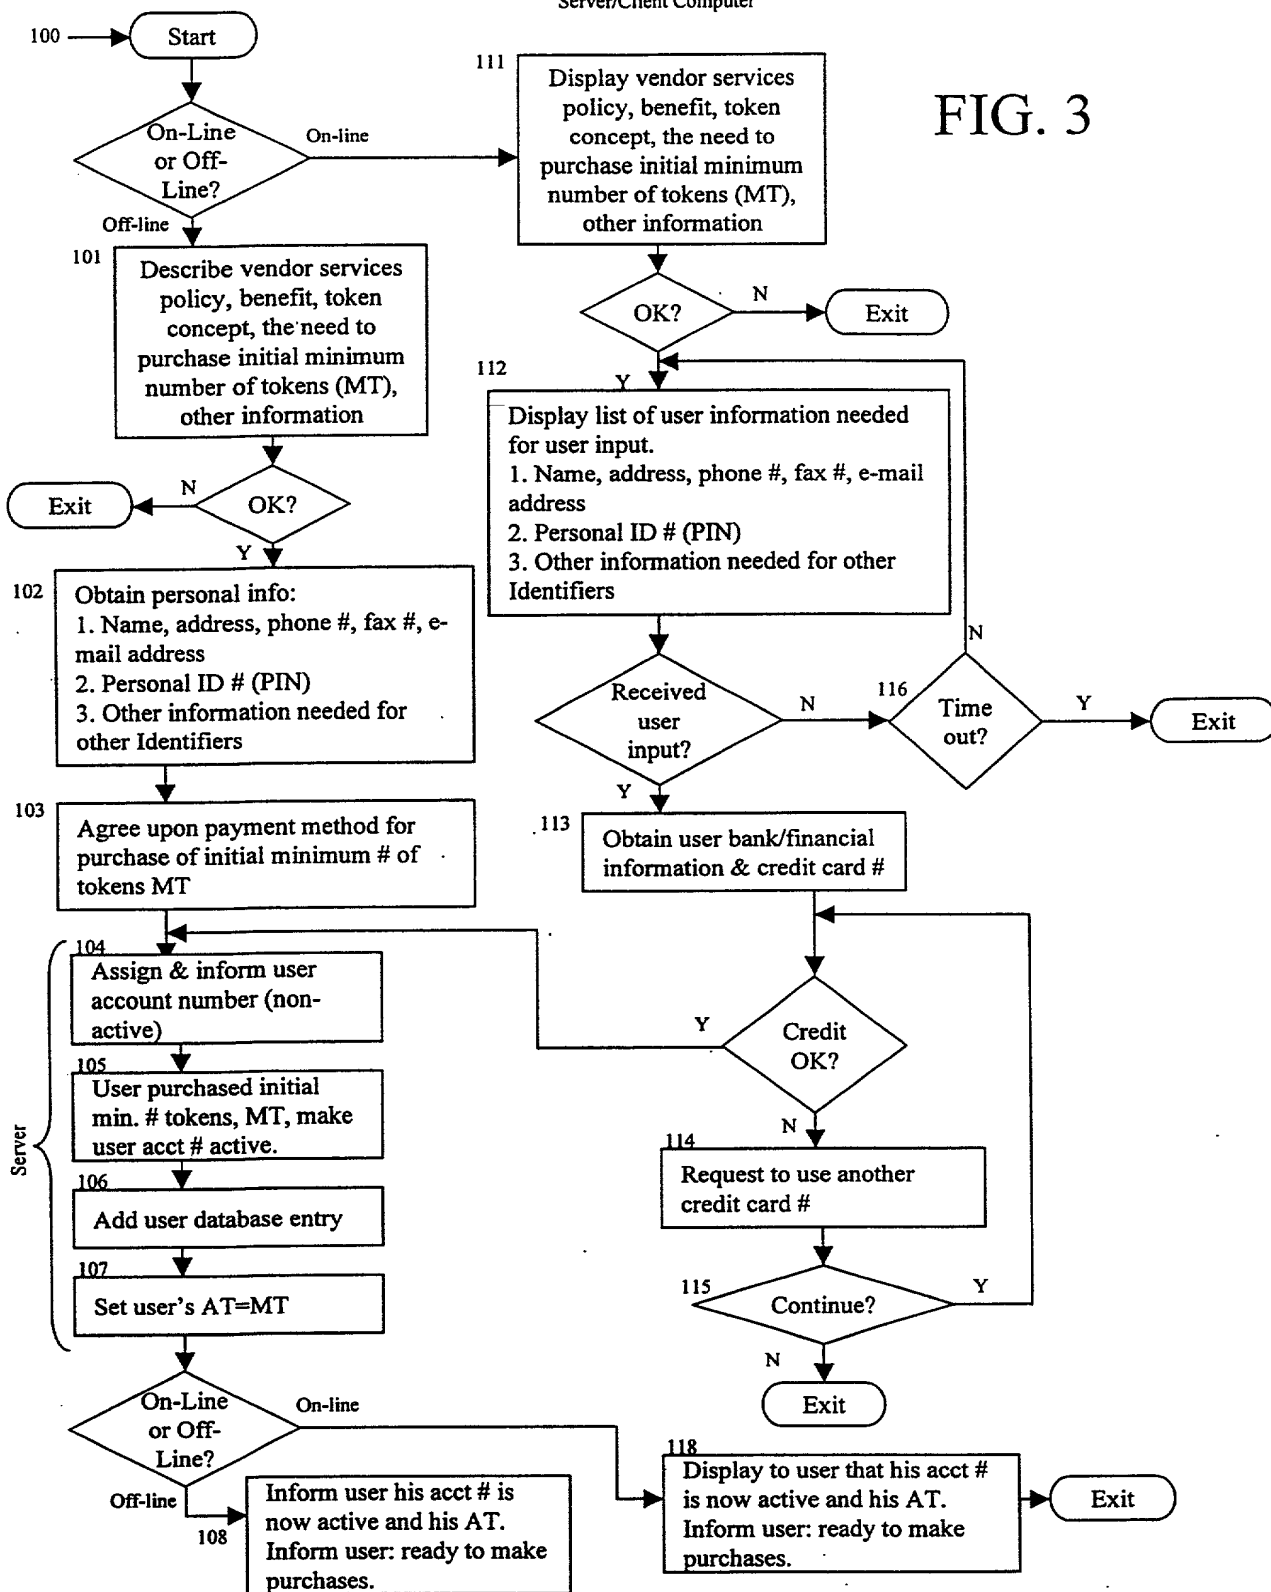 Server/Client Computer
FIG. 3
100
Start
On-Line
or Off-
Line?
On-line
Off-line
111
Display vendor services
policy, benefit, token
concept, the need to
purchase initial minimum
number of tokens (MT),
other information
OK?
N
Exit
Y
101
Describe vendor services
policy, benefit, token
concept, the need to
purchase initial minimum
number of tokens (MT),
other information
OK?
N
Exit
Y
112
Display list of user information needed
for user input.
1. Name, address, phone #, fax #, e-mail
address
2. Personal ID # (PIN)
3. Other information needed for other
Identifiers
102
Obtain personal info:
1. Name, address, phone #, fax #, e-
mail address
2. Personal ID # (PIN)
3. Other information needed for
other Identifiers
Received
user
input?
N
Y
116
Time
out?
N
Y
Exit
103
Agree upon payment method for
purchase of initial minimum # of
tokens MT
113
Obtain user bank/financial
information & credit card #
Server
104
Assign & inform user
account number (non-
active)
Credit
OK?
Y
N
105
User purchased initial
min. # tokens, MT, make
user acct # active.
114
Request to use another
credit card #
106
Add user database entry
107
Set user's AT=MT
115
Continue?
Y
N
Exit
On-Line
or Off-
Line?
On-line
Off-line
108
Inform user his acct # is
now active and his AT.
Inform user: ready to make
purchases.
118
Display to user that his acct #
is now active and his AT.
Inform user: ready to make
purchases.
Exit